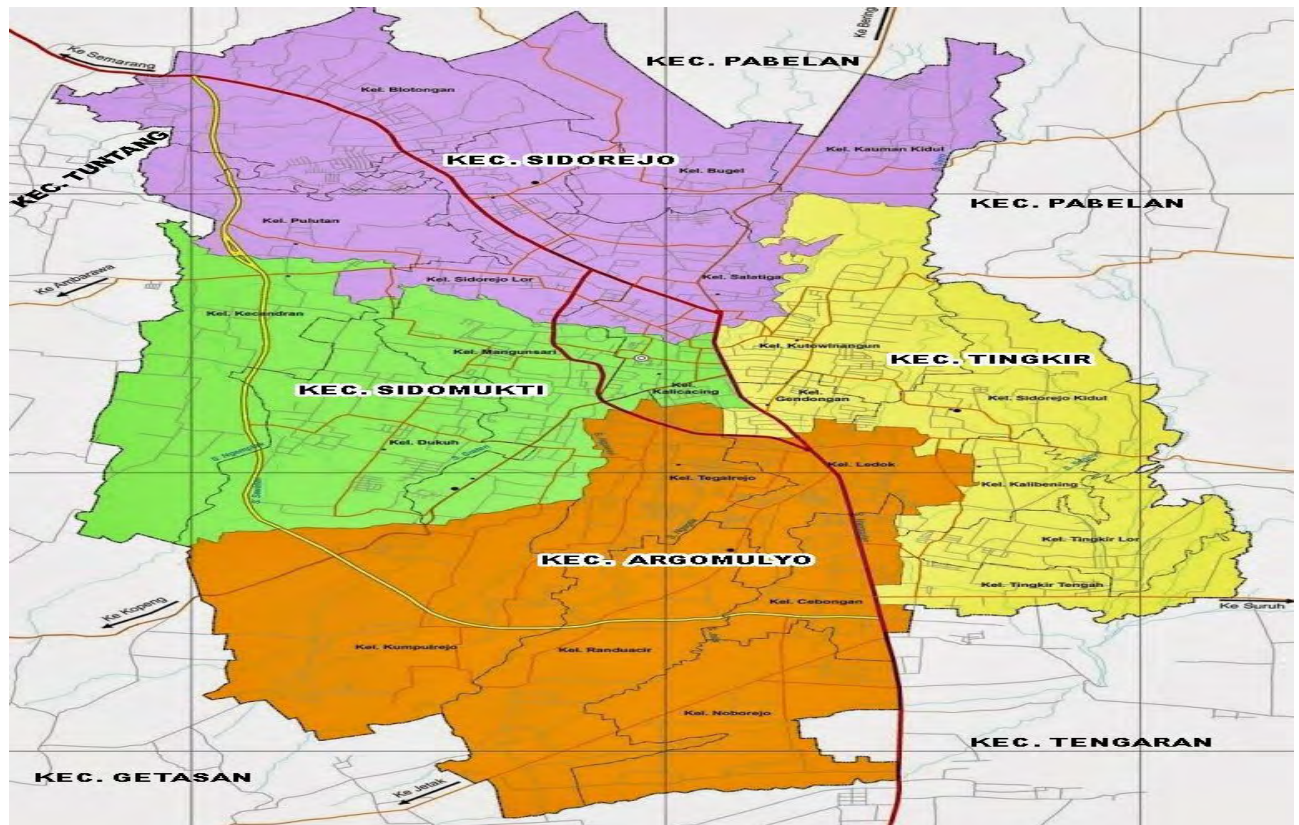 Ke Bering
Ke Semarang
KEC. PABELAN
Kel. Blotongan
KEC. TUNTANG
KEC. SIDOREJO
Kel. Kauman Kidul
Kel. Bugel
KEC. PABELAN
Kel. Pulutan
Ke Ambarawa
Kel. Sidorejo Lor
Kel. Salatiga
Kel. Kecandran
Kel. Mangunsari
Kel. Kutowinangun
KEC. TINGKIR
KEC. SIDOMUKTI
Kel.
Kalicacing
Kel.
Gendongan
Kel. Sidorejo Kidul
Kel. Dukuh
Kel. Ledok
Kel. Tegalrejo
Kel. Kalibening
Kel. Tingkir Lor
KEC. ARGOMULYO
Kel. Tingkir Tengah
Ke Kopeng
Kel. Cebongan
Ke Suruh
Kel. Kumpulrejo
Kel. Randuacir
Kel. Noborejo
KEC. TENGARAN
KEC. GETASAN
Ke Jetak